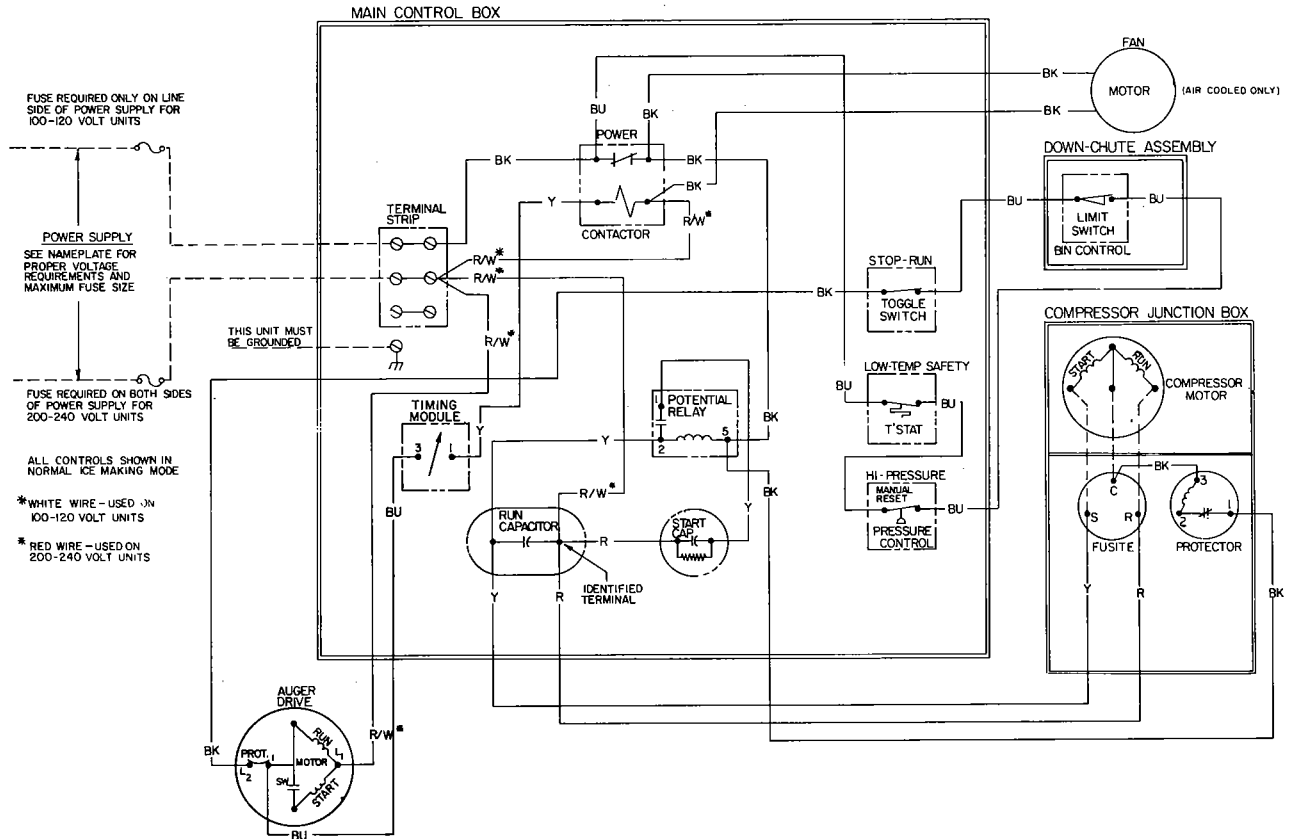 MAIN CONTROL BOX
FUSE REQUIRED ONLY ON LINE
SIDE OF POWER SUPPLY FOR
100-120 VOLT UNITS
POWER SUPPLY
SEE NAMEPLATE FOR
PROPER VOLTAGE
REQUIREMENTS AND
MAXIMUM FUSE SIZE
THIS UNIT MUST
BE GROUNDED
FUSE REQUIRED ON BOTH SIDES
OF POWER SUPPLY FOR
200-240 VOLT UNITS
ALL CONTROLS SHOWN IN
NORMAL ICE MAKING MODE
*WHITE WIRE-USED ON
100-120 VOLT UNITS
* RED WIRE-USED ON
200-240 VOLT UNITS
TERMINAL
STRIP
BK
BU
BK
POWER
BK
BK
Y
R/W*
CONTACTOR
R/W*
R/W*
R/W*
BK
BK
FAN
MOTOR
(AIR COOLED ONLY)
DOWN-CHUTE ASSEMBLY
BU
BU
LIMIT
SWITCH
BIN CONTROL
STOP-RUN
BK
TOGGLE
SWITCH
LOW-TEMP SAFETY
BU
BU
T'STAT
HI-PRESSURE
MANUAL
RESET
BU
PRESSURE
CONTROL
TIMING
MODULE
3
1
Y
BU
1
POTENTIAL
RELAY
Y
2
5
BK
BK
R/W*
Y
RUN
CAPACITOR
R
START
CAP.
IDENTIFIED
TERMINAL
Y
R
COMPRESSOR JUNCTION BOX
START
RUN
COMPRESSOR
MOTOR
C
BK
3
S
R
2
1
FUSITE
PROTECTOR
Y
R
BK
AUGER
DRIVE
BK
R/W*
PROT.
1
L2
MOTOR
RUN
L1
SW
START
BU